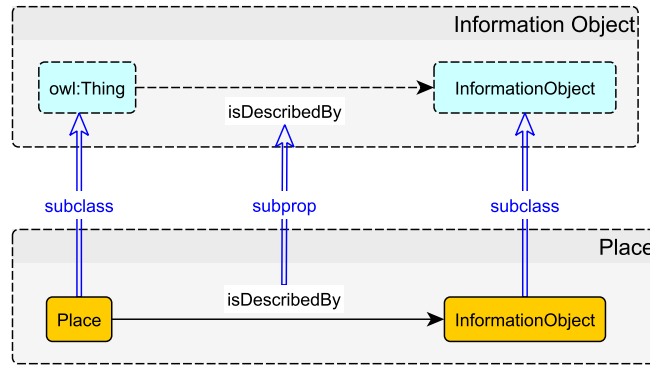 Information Object
owl:Thing
InformationObject
isDescribedBy
subclass
subprop
subclass
Place
isDescribedBy
Place
InformationObject